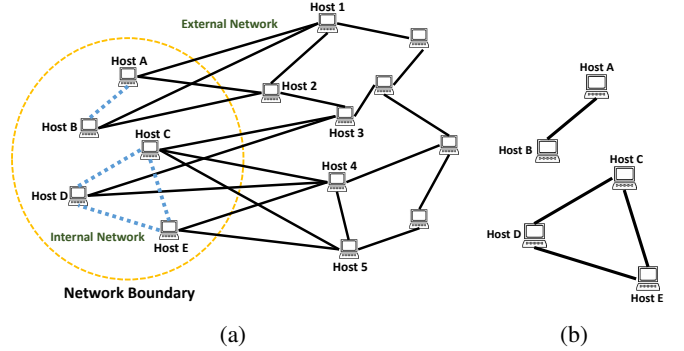 External Network
Host 1
Host A
Host 2
Host B
Host C
Host 3
Host 4
Host D
Internal Network
Host E
Host 5
Network Boundary
(a)
Host A
Host B
Host C
Host D
Host E
(b)